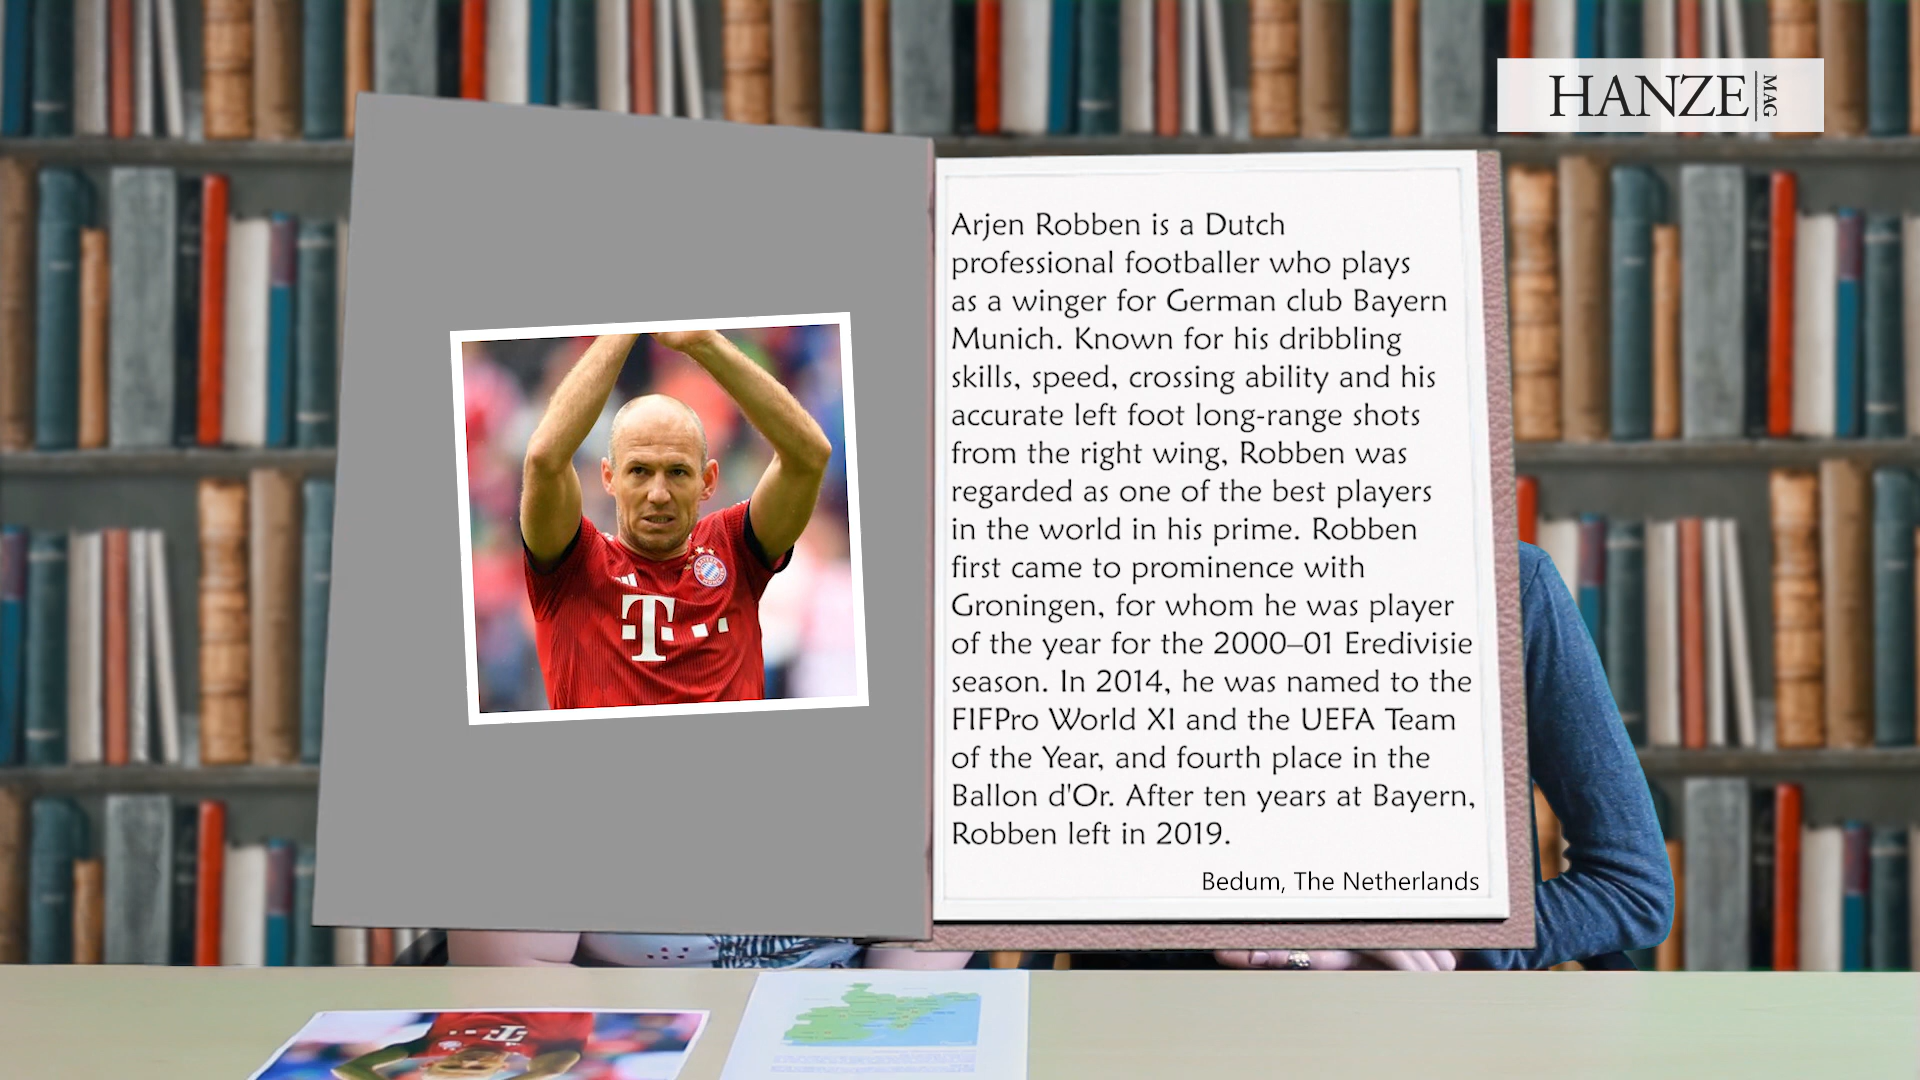 HANZE MAG
Arjen Robben is a Dutch
professional footballer who plays
as a winger for German club Bayern
Munich. Known for his dribbling
skills, speed, crossing ability and his
accurate left foot long-range shots
from the right wing, Robben was
regarded as one of the best players
in the world in his prime. Robben
first came to prominence with
Groningen, for whom he was player
of the year for the 2000–01 Eredivisie
season. In 2014, he was named to the
FIFPro World XI and the UEFA Team
of the Year, and fourth place in the
Ballon d'Or. After ten years at Bayern,
Robben left in 2019.
Bedum, The Netherlands
T